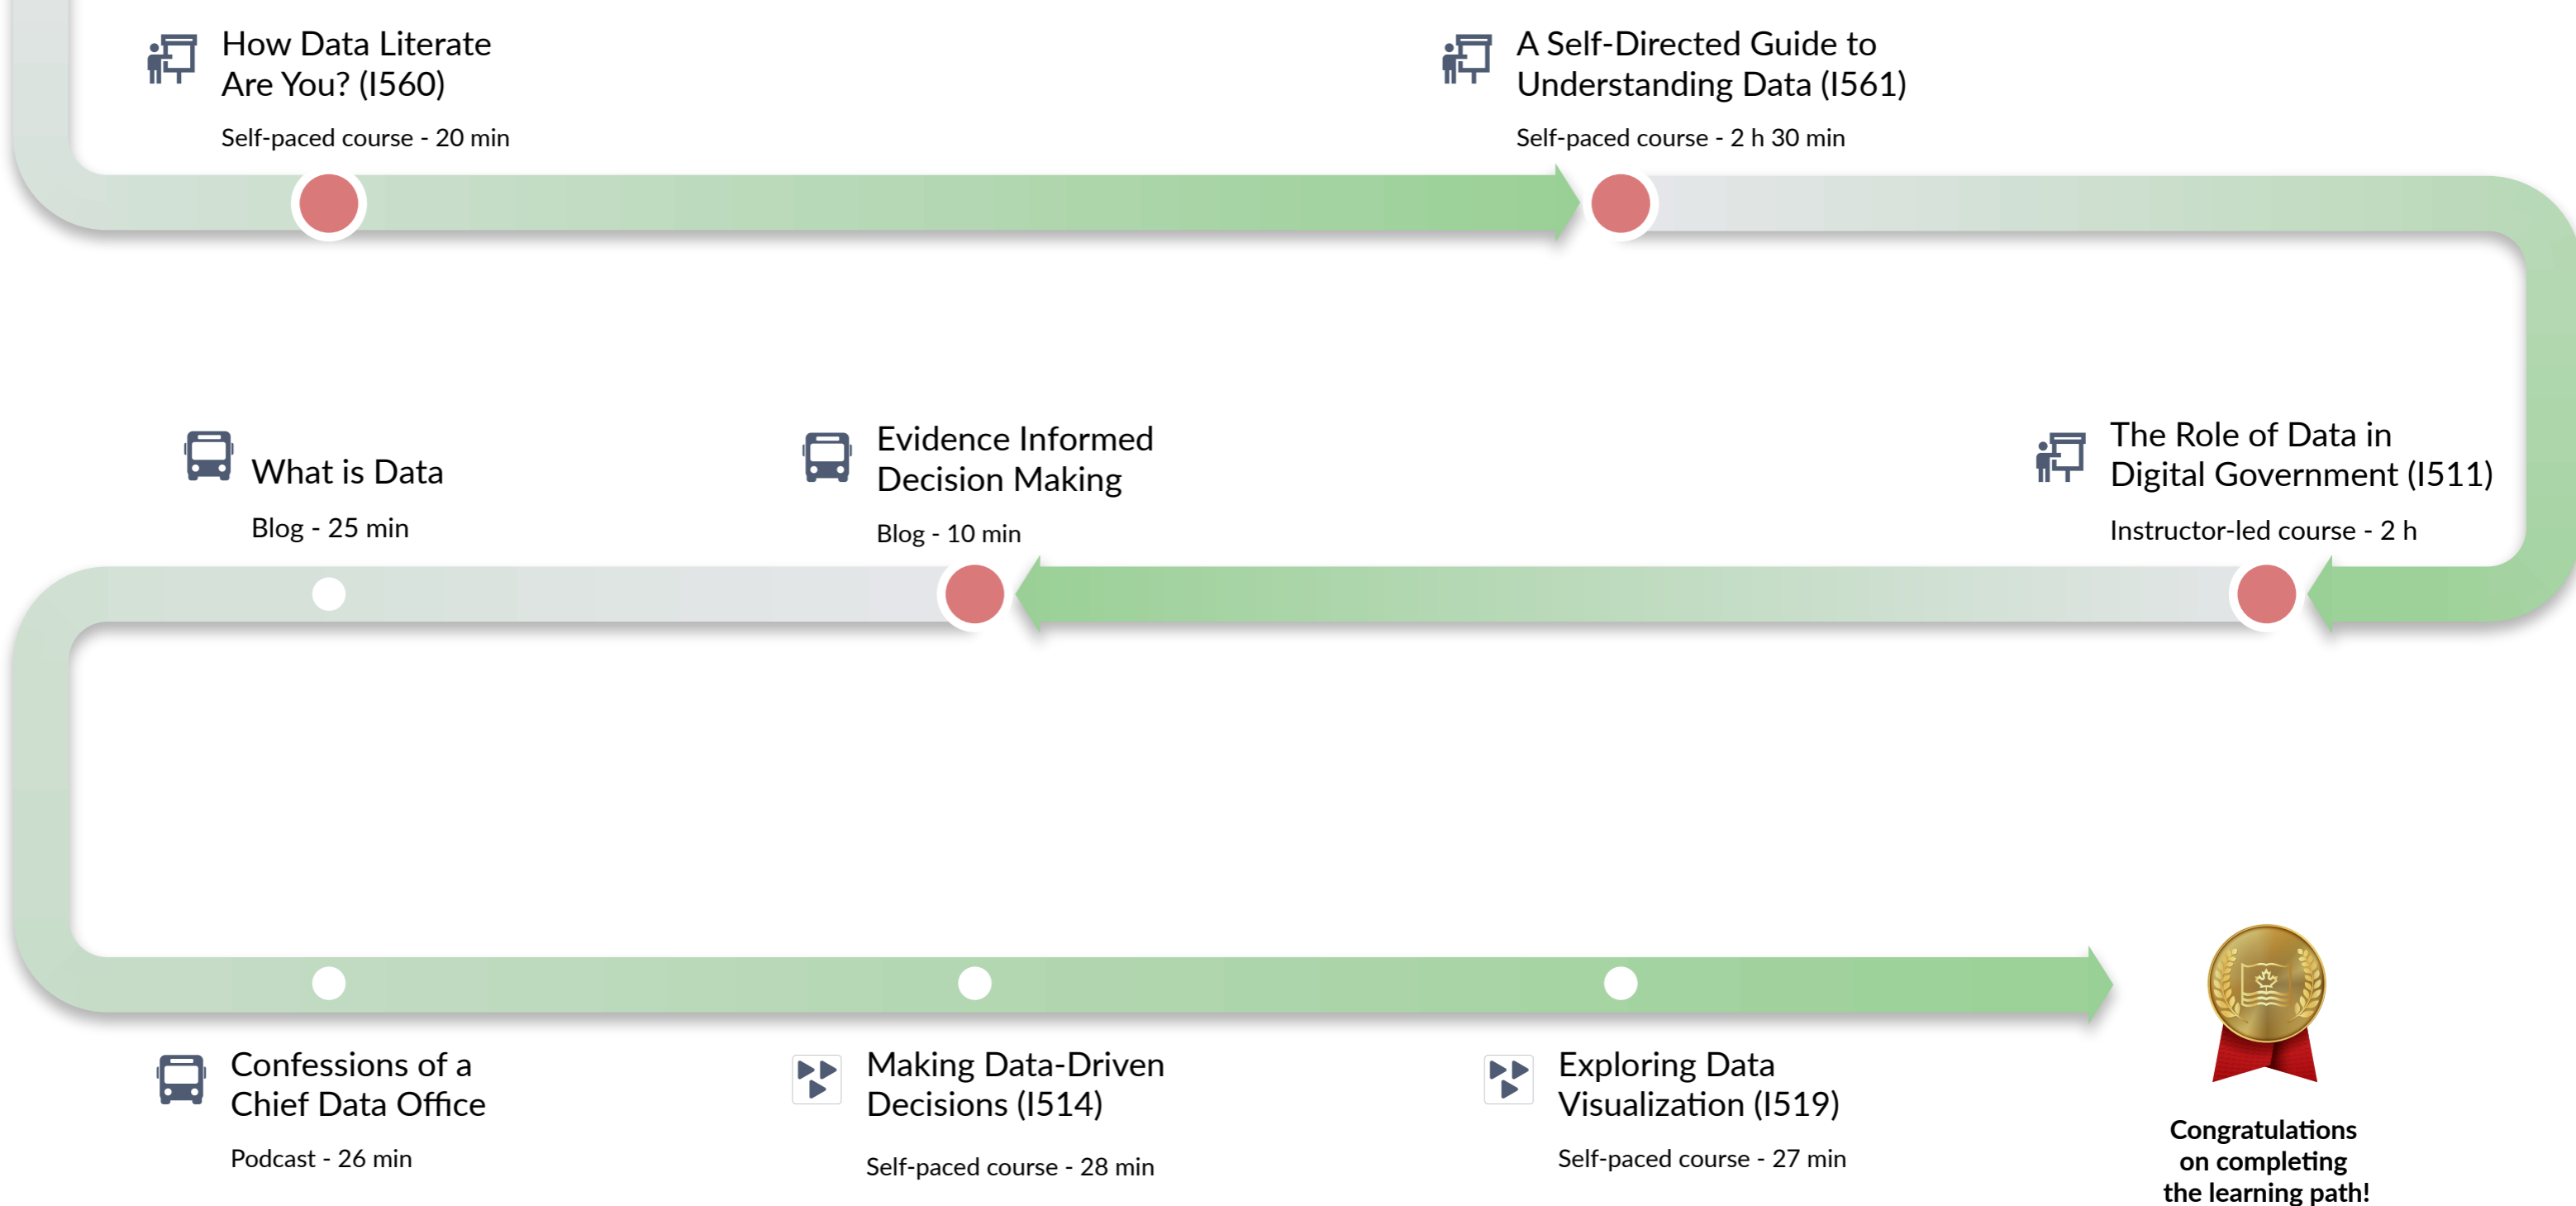 How Data Literate
Are You? (I560)
Self-paced course - 20 min
A Self-Directed Guide to
Understanding Data (I561)
Self-paced course - 2 h 30 min
What is Data
Blog - 25 min
Evidence Informed
Decision Making
Blog - 10 min
The Role of Data in
Digital Government (I511)
Instructor-led course - 2 h
Confessions of a
Chief Data Office
Podcast - 26 min
Making Data-Driven
Decisions (I514)
Self-paced course - 28 min
Exploring Data
Visualization (I519)
Self-paced course - 27 min
Congratulations
on completing
the learning path!